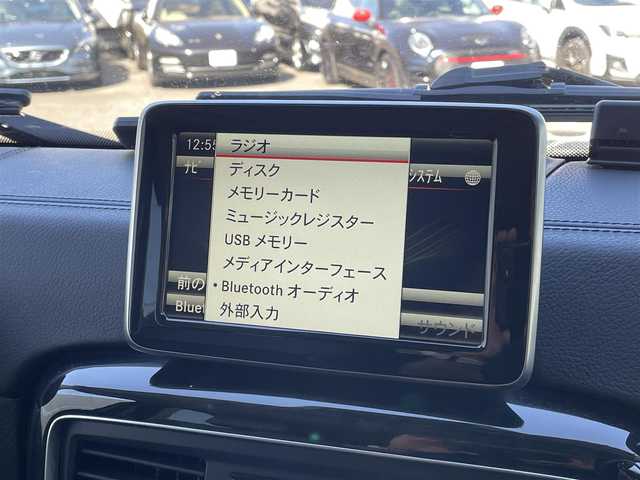 12:55
ラジオ
ナビ
ディスク
システム
メモリーカード
ミュージックレジスター
USB メモリー
メディアインターフェース
前の
• Bluetooth オーディオ
Blue
外部入力
サウンド